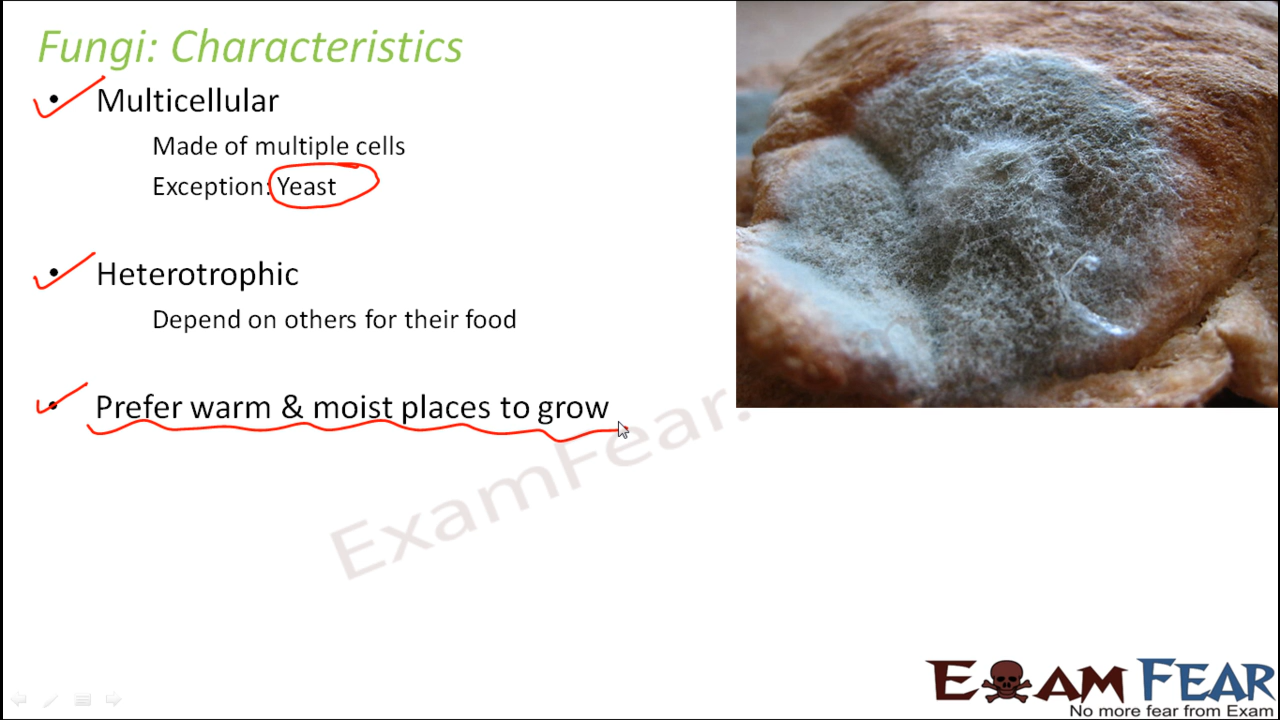 Fungi: Characteristics
• Multicellular
Made of multiple cells
Exception: Yeast
• Heterotrophic
Depend on others for their food
• Prefer warm & moist places to grow
ExamFear.
EXAM FEAR
No more fear from Exam